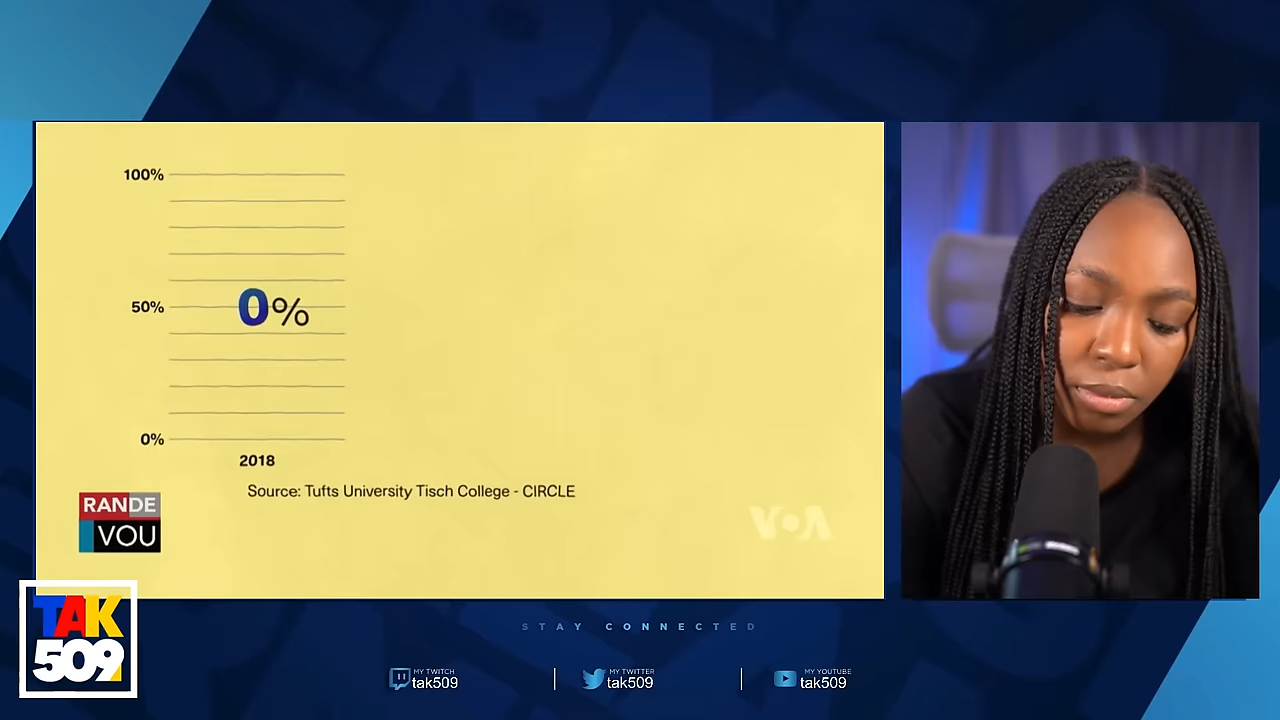 100%
50%
0%
0%
2018
Source: Tufts University Tisch College - CIRCLE
RANDE
VOU
VOA
TAK
509
STAY CONNECTED
MY TWITCH
tak509
MY TWITTER
tak509
MY YOUTUBE
tak509